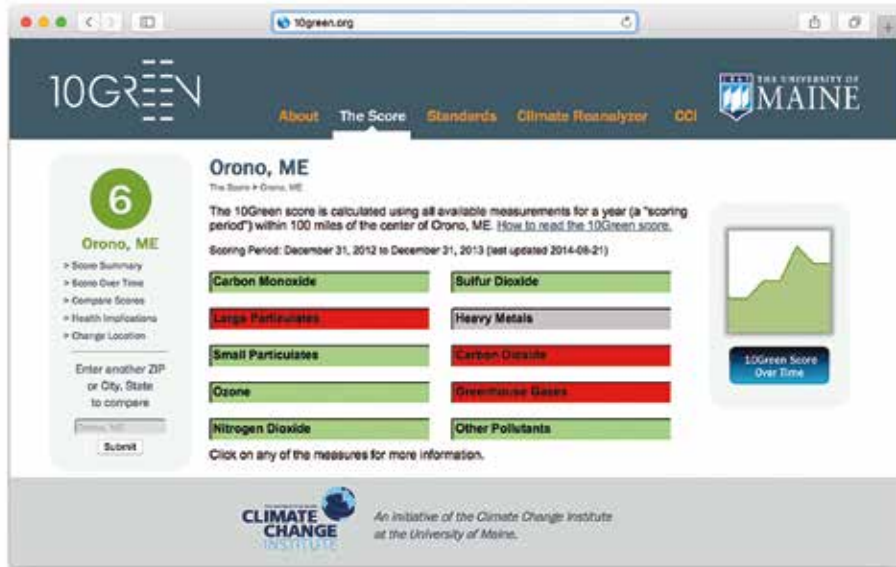 10green.org
10GREEN
THE UNIVERSITY OF
MAINE
About The Score Standards Climate Reanalyzer CCI
6
Orono, ME
> Score Summary
> Score Over Time
> Compare Scores
> Health Implications
> Change Location
Enter another ZIP
or City, State
to compare
Orono, ME
Submit
Orono, ME
The Score > Orono, ME
The 10Green score is calculated using all available measurements for a year (a "scoring
period") within 100 miles of the center of Orono, ME. How to read the 10Green score.
Scoring Period: December 31, 2012 to December 31, 2013 (last updated 2014-08-21)
Carbon Monoxide
Sulfur Dioxide
Large Particulates
Heavy Metals
Small Particulates
Carbon Dioxide
Ozone
Greenhouse Gases
Nitrogen Dioxide
Other Pollutants
Click on any of the measures for more information.
10Green Score
Over Time
CLIMATE
CHANGE
INSTITUTE
An initiative of the Climate Change Institute
at the University of Maine.